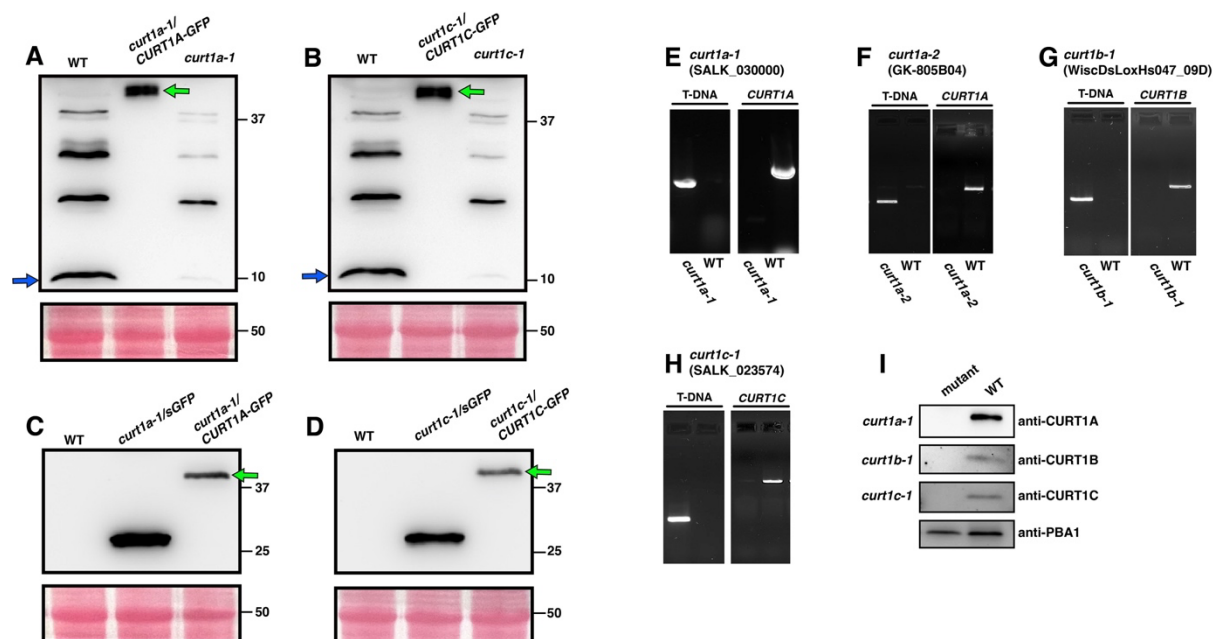 A
WT
curt1a-1/
CURT1A-GFP
curt1a-1
37
10
50
B
WT
curt1c-1/
CURT1C-GFP
curt1c-1
37
10
50
C
WT
curt1a-1/sGFP
curt1a-1/
CURT1A-GFP
37
25
50
D
WT
curt1c-1/sGFP
curt1c-1/
CURT1C-GFP
37
25
50
E
curt1a-1
(SALK_030000)
T-DNA CURT1A
curt1a-1 WT curt1a-1 WT
F
curt1a-2
(GK-805B04)
T-DNA CURT1A
curt1a-2 WT curt1a-2 WT
G
curt1b-1
(WiscDsLoxHs047_09D)
T-DNA CURT1B
curt1b-1 WT curt1b-1 WT
H
curt1c-1
(SALK_023574)
T-DNA CURT1C
I
mutant WT
curt1a-1 anti-CURT1A
curt1b-1 anti-CURT1B
curt1c-1 anti-CURT1C
anti-PBA1